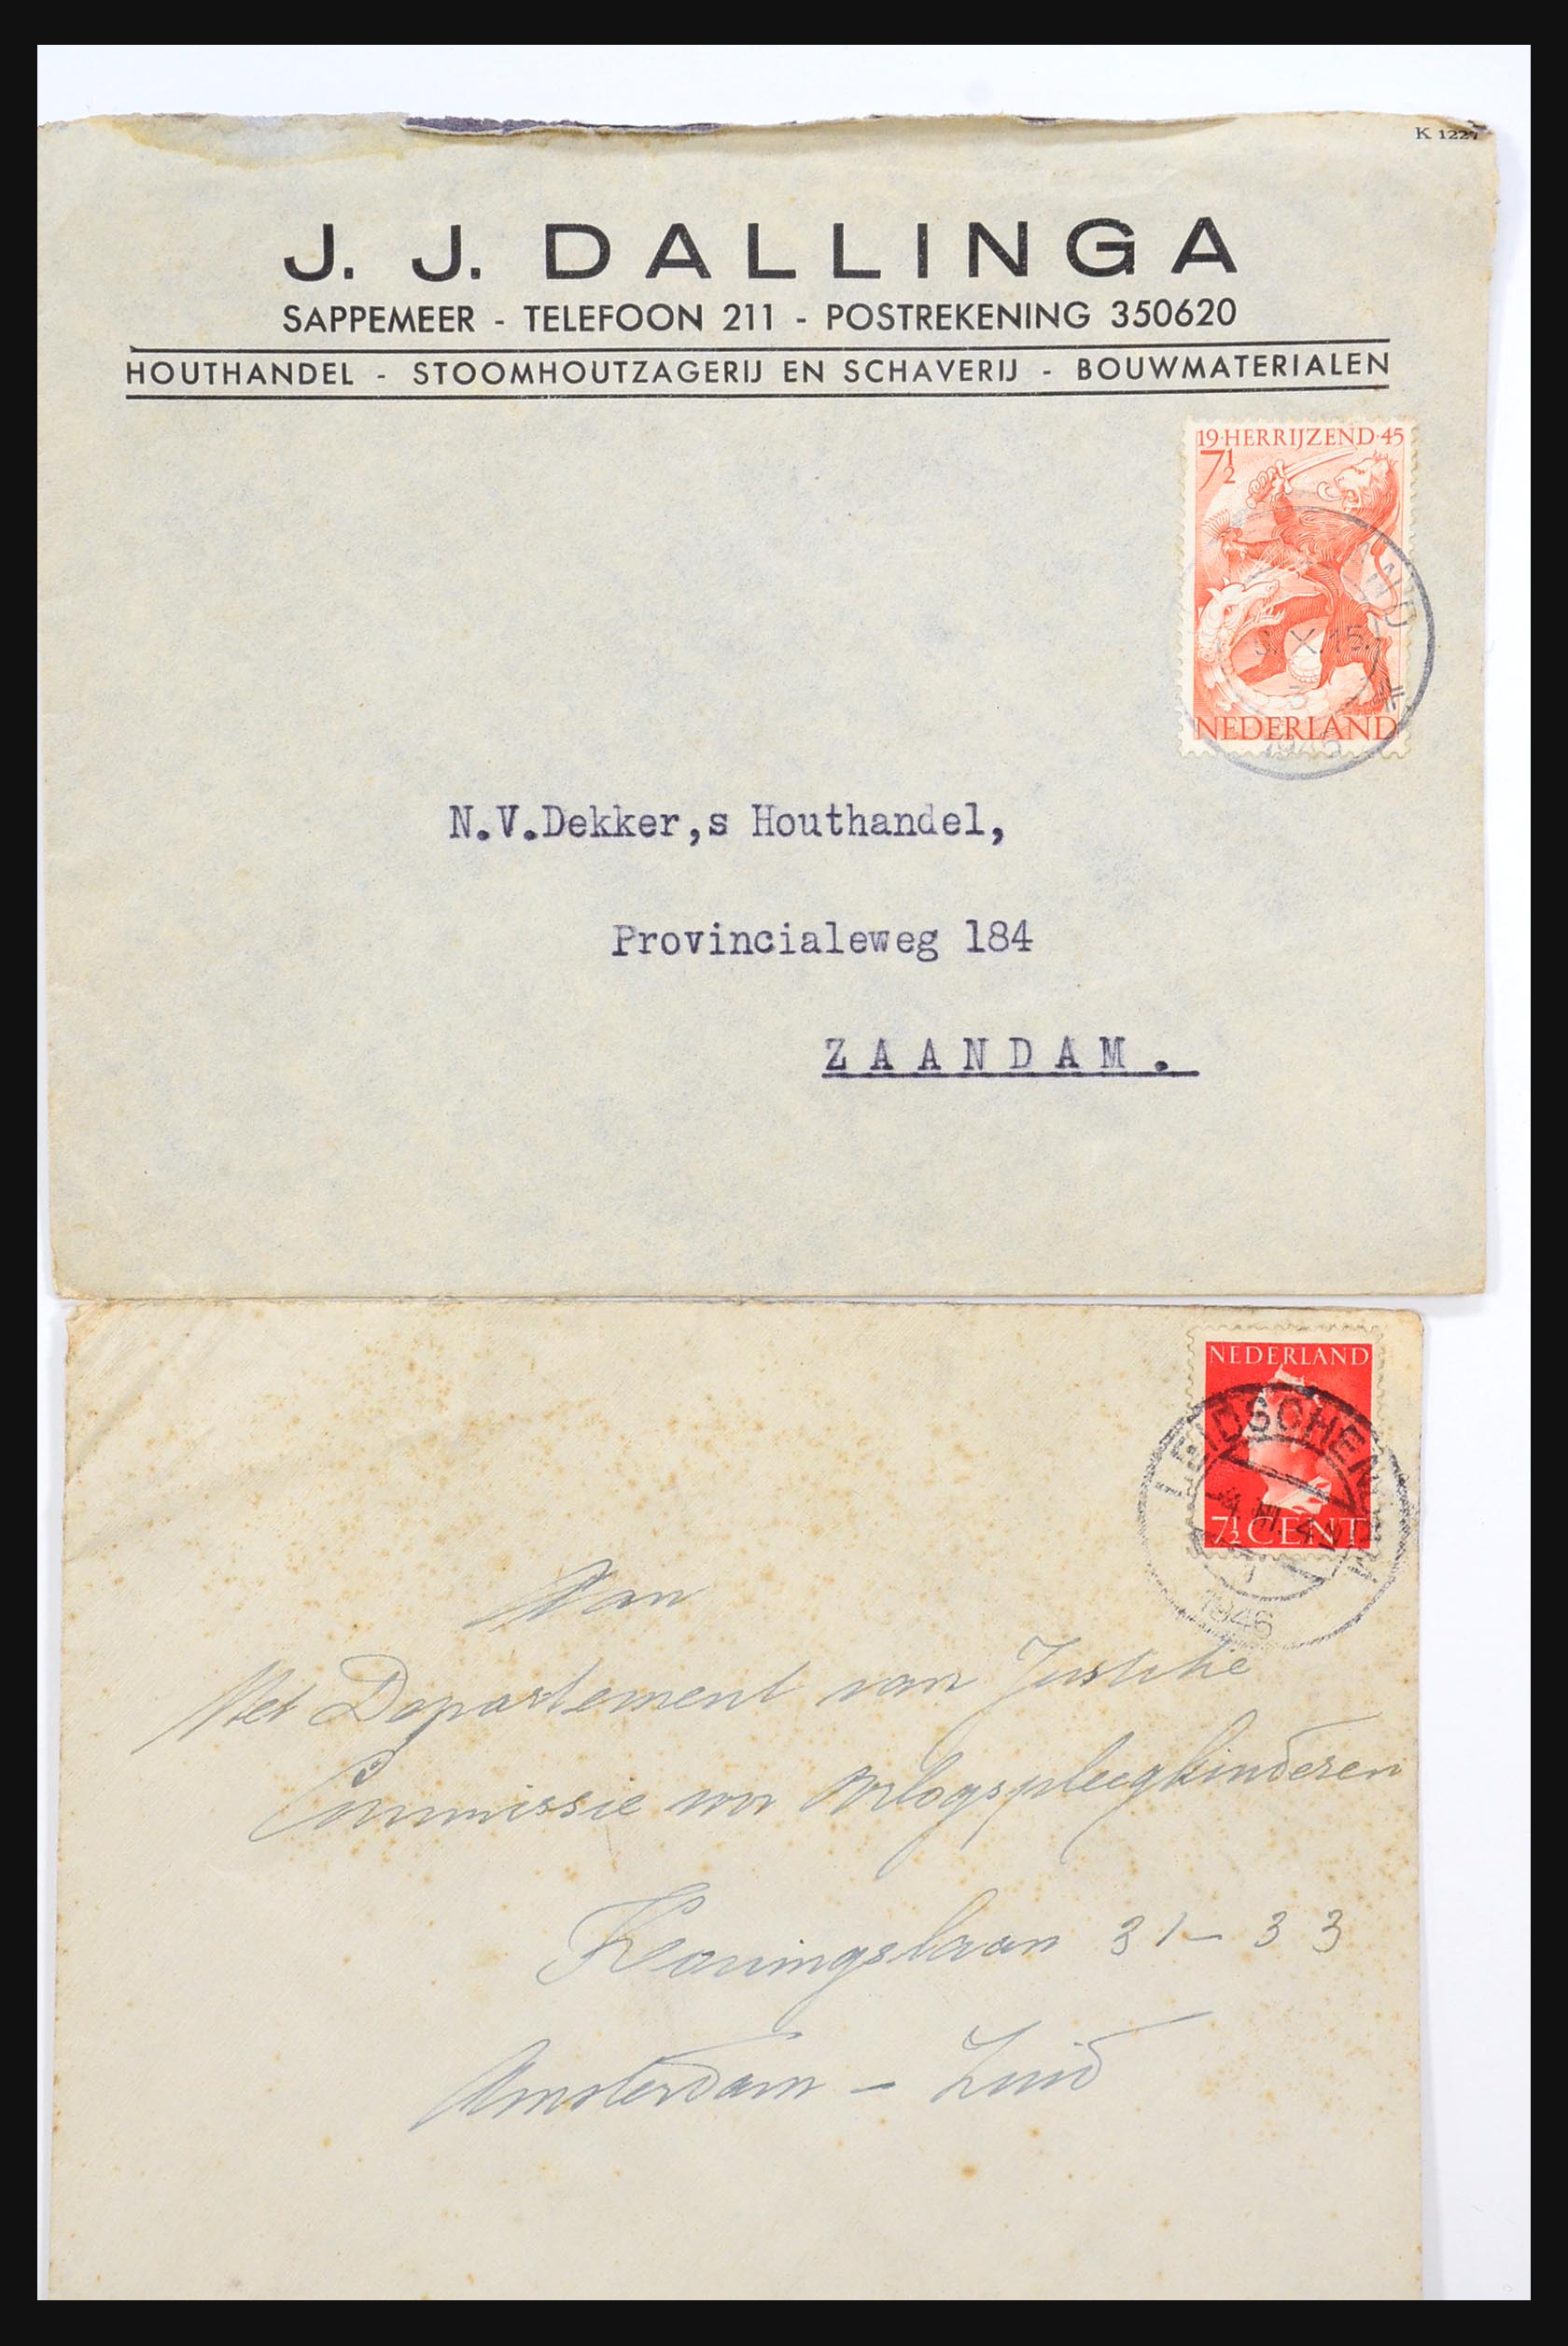 K 1227
J. J. DALLINGA
SAPPEMEER - TELEFOON 211 - POSTREKENING 350620
HOUTHANDEL - STOOMHOUTZAGERIJ EN SCHAVERIJ - BOUWMATERIALEN
19·HERRIJZEND·45
7½
NEDERLAND
1945
N.V.Dekker,s Houthandel,
Provincialeweg 184
ZAANDAM.
NEDERLAND
7½ CENT
1946
Aan
Het Departement van Justitie
Commissie voor Oorlogspleegkinderen
Koningslaan 31-33
Amsterdam - Zuid